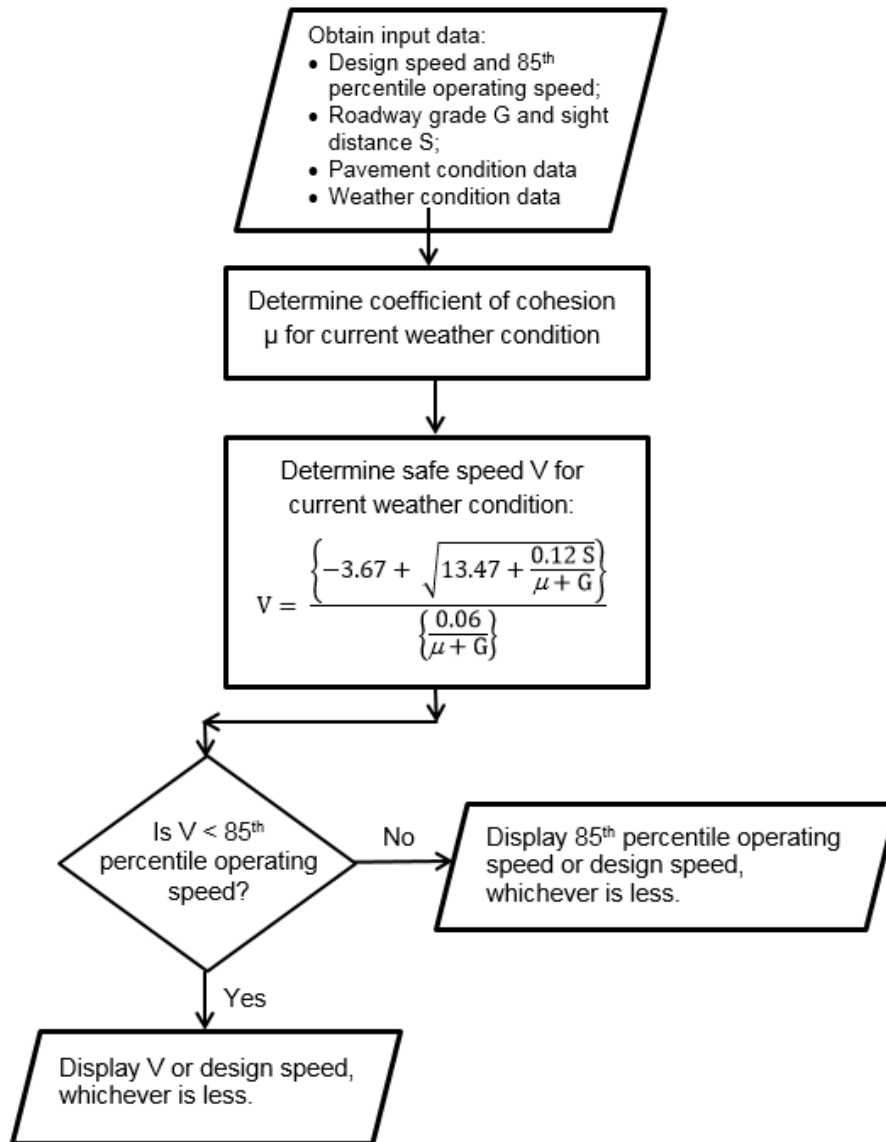 Obtain input data:
• Design speed and 85th
percentile operating speed;
• Roadway grade G and sight
distance S;
• Pavement condition data
• Weather condition data
Determine coefficient of cohesion
μ for current weather condition
Determine safe speed V for
current weather condition:
V = {-3.67 + √(13.47 + 0.12 S / (μ + G))} / {0.06 / (μ + G)}
Is V < 85th
percentile operating
speed?
No
Display 85th percentile operating
speed or design speed,
whichever is less.
Yes
Display V or design speed,
whichever is less.